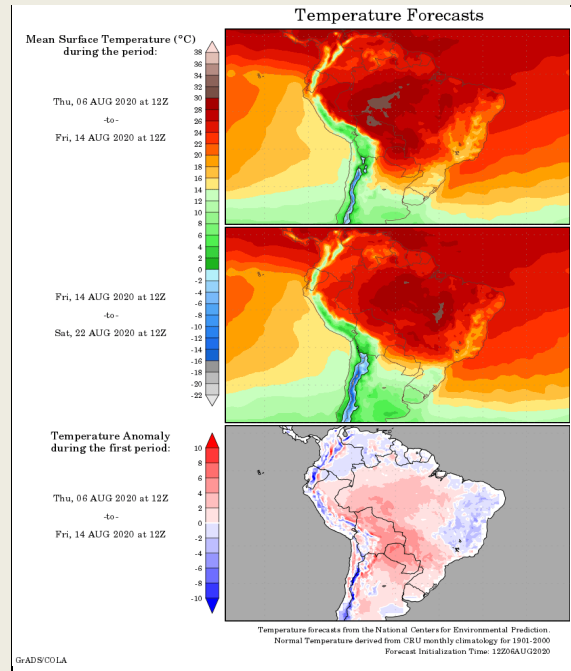 Temperature Forecasts
Mean Surface Temperature (°C)
during the period:
Thu, 06 AUG 2020 at 12Z
-to-
Fri, 14 AUG 2020 at 12Z
38
36
34
32
30
28
26
24
22
20
18
16
14
12
10
8
6
4
2
0
-2
-4
-6
-8
-10
-12
-14
-16
-18
-20
-22
Fri, 14 AUG 2020 at 12Z
-to-
Sat, 22 AUG 2020 at 12Z
Temperature Anomaly
during the first period:
Thu, 06 AUG 2020 at 12Z
-to-
Fri, 14 AUG 2020 at 12Z
10
8
6
4
2
0
-2
-4
-6
-8
-10
Temperature forecasts from the National Centers for Environmental Prediction.
Normal Temperature derived from CRU monthly climatology for 1901-2000
Forecast Initialization Time: 12Z06AUG2020
GrADS/COLA